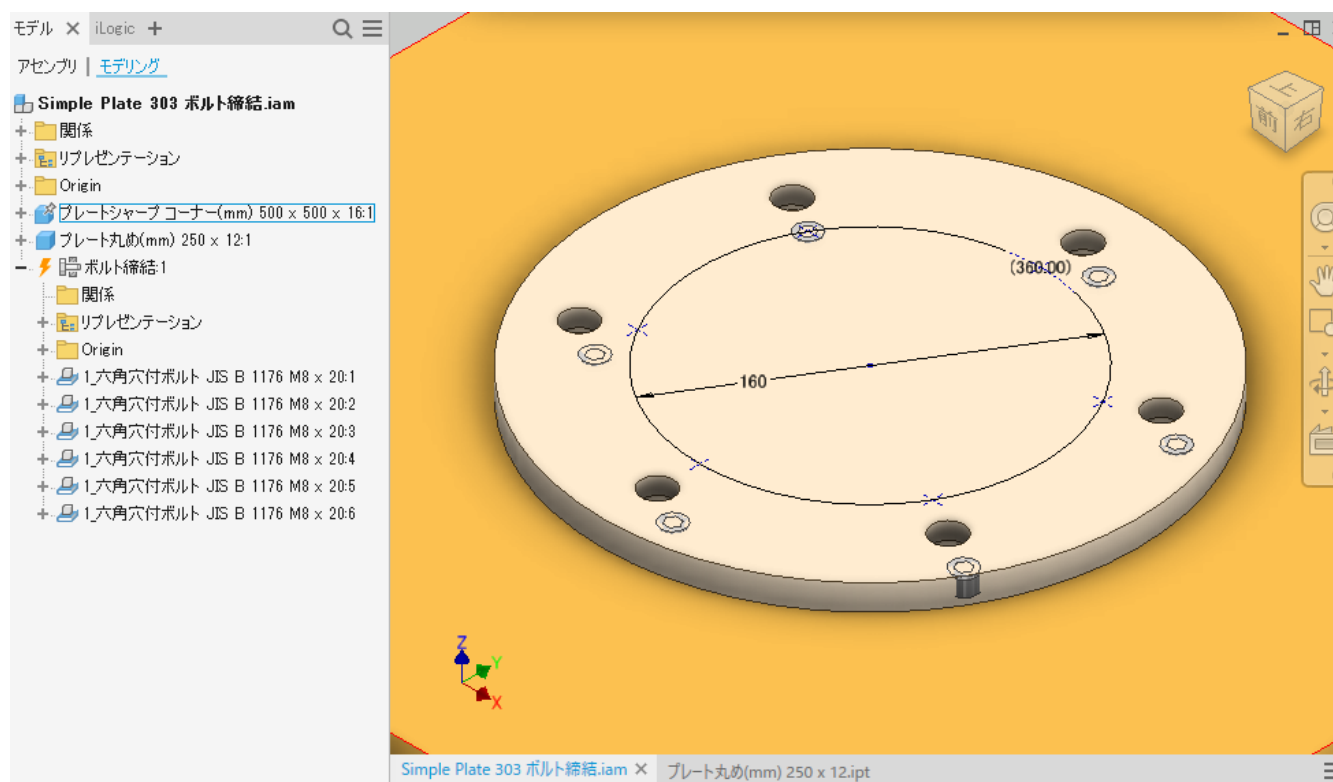 モデル × iLogic +
アセンブリ | モデリング
Simple Plate 303 ボルト締結.iam
関係
リプレゼンテーション
Origin
プレートシャープ コーナー(mm) 500 x 500 x 16:1
プレート丸め(mm) 250 x 12:1
ボルト締結:1
関係
リプレゼンテーション
Origin
1_六角穴付ボルト JIS B 1176 M8 x 20:1
1_六角穴付ボルト JIS B 1176 M8 x 20:2
1_六角穴付ボルト JIS B 1176 M8 x 20:3
1_六角穴付ボルト JIS B 1176 M8 x 20:4
1_六角穴付ボルト JIS B 1176 M8 x 20:5
1_六角穴付ボルト JIS B 1176 M8 x 20:6
上
前 右
(360.00)
160
Z
Y
X
Simple Plate 303 ボルト締結.iam × プレート丸め(mm) 250 x 12.ipt